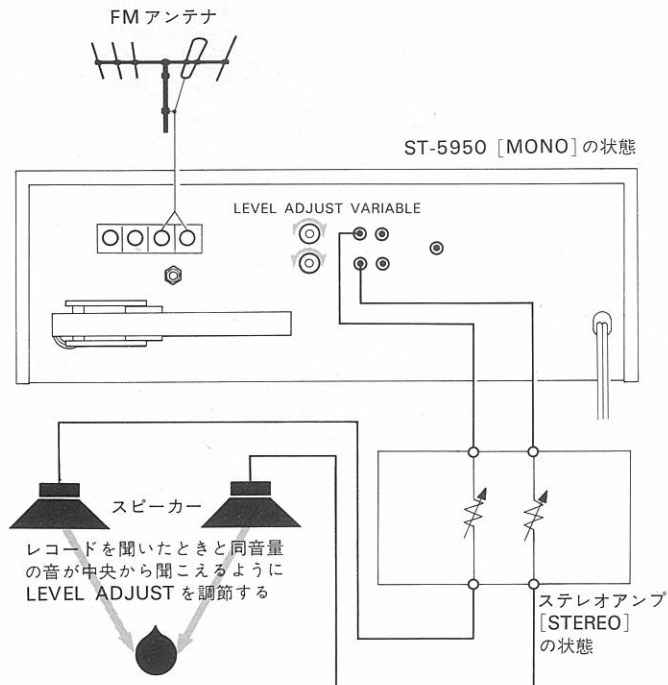 FM アンテナ
ST-5950 [MONO]の状態
LEVEL ADJUST VARIABLE
スピーカー
レコードを聞いたときと同音量
の音が中央から聞こえるように
LEVEL ADJUST を調節する
ステレオアンプ
[STEREO]
の状態